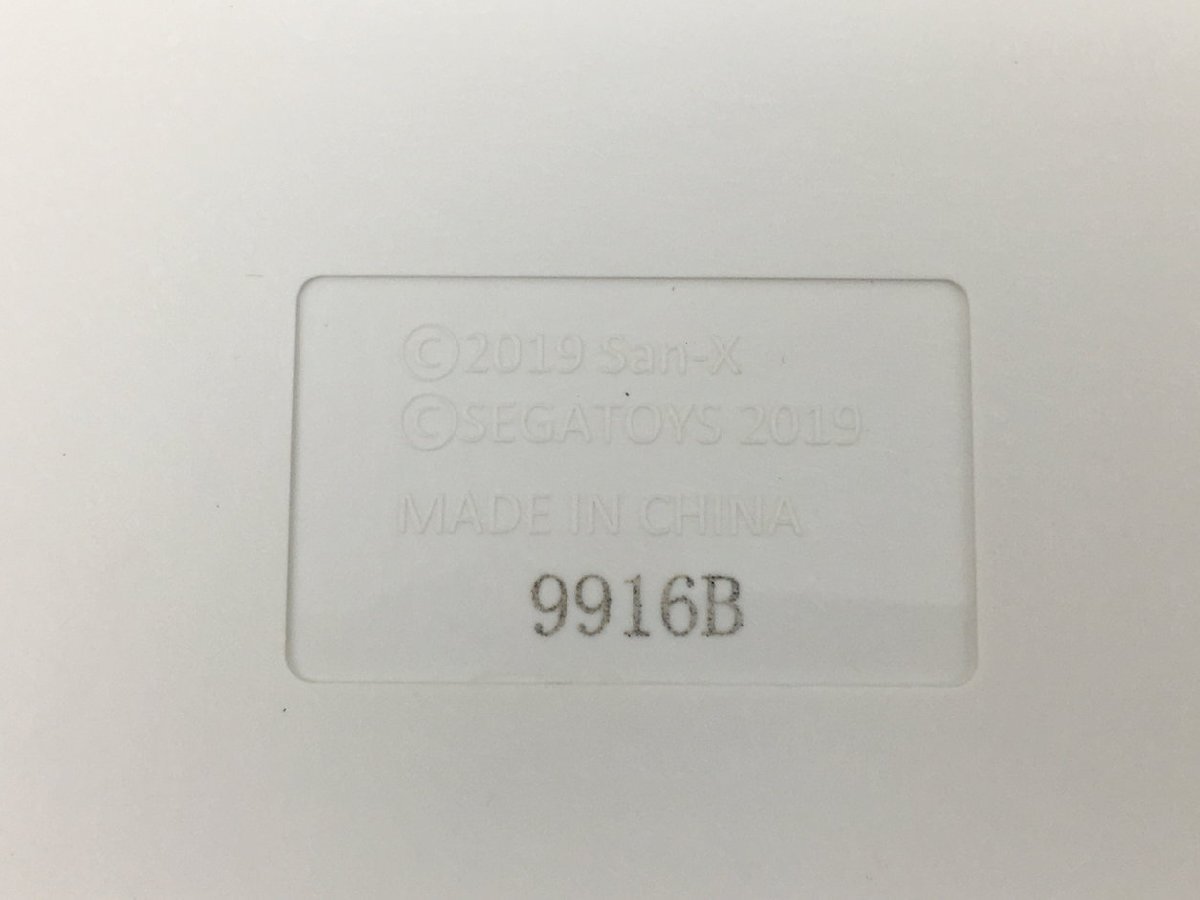 ©2019 San-X
©SEGATOYS 2019
MADE IN CHINA
9916B